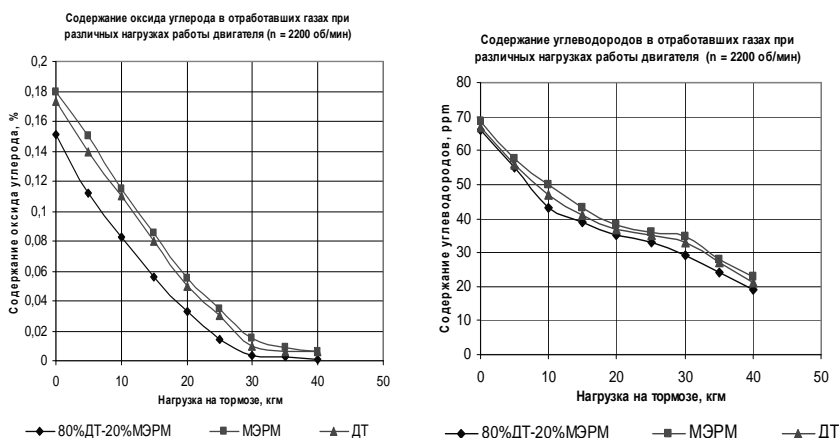 Содержание оксида углерода в отработавших газах при
различных нагрузках работы двигателя (n = 2200 об/мин)
Содержание оксида углерода, %
0,2
0,18
0,16
0,14
0,12
0,1
0,08
0,06
0,04
0,02
0
0 10 20 30 40 50
Нагрузка на тормозе, кгм
80%ДТ-20%МЭРМ МЭРМ ДТ
Содержание углеводородов в отработавших газах при
различных нагрузках работы двигателя (n = 2200 об/мин)
Содержание углеводородов, ppm
80
70
60
50
40
30
20
10
0
0 10 20 30 40 50
Нагрузка на тормозе, кгм
80%ДТ-20%МЭРМ МЭРМ ДТ